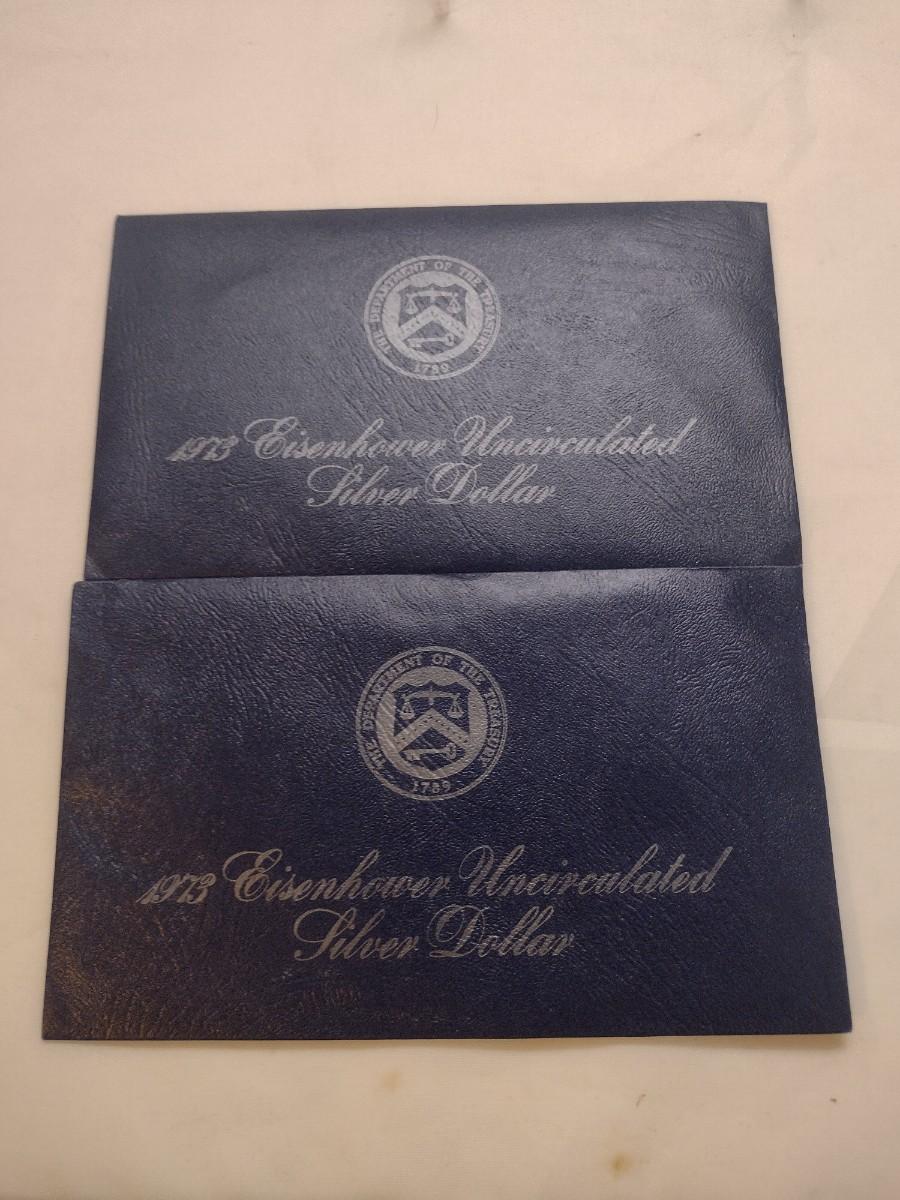 THE DEPARTMENT OF THE TREASURY
1789
1973 Eisenhower Uncirculated
Silver Dollar
THE DEPARTMENT OF THE TREASURY
1789
1973 Eisenhower Uncirculated
Silver Dollar